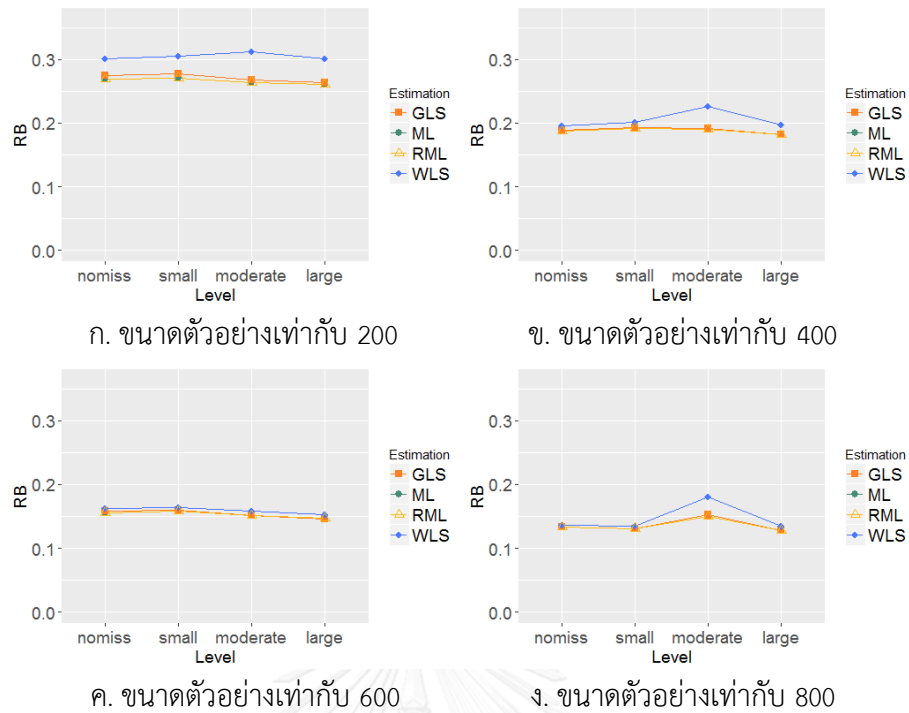 0.3
0.2
0.1
0.0
RB
nomiss small moderate large
Level
Estimation
GLS
ML
RML
WLS
ก. ขนาดตัวอย่างเท่ากับ 200
0.3
0.2
0.1
0.0
RB
nomiss small moderate large
Level
Estimation
GLS
ML
RML
WLS
ข. ขนาดตัวอย่างเท่ากับ 400
0.3
0.2
0.1
0.0
RB
nomiss small moderate large
Level
Estimation
GLS
ML
RML
WLS
ค. ขนาดตัวอย่างเท่ากับ 600
0.3
0.2
0.1
0.0
RB
nomiss small moderate large
Level
Estimation
GLS
ML
RML
WLS
ง. ขนาดตัวอย่างเท่ากับ 800